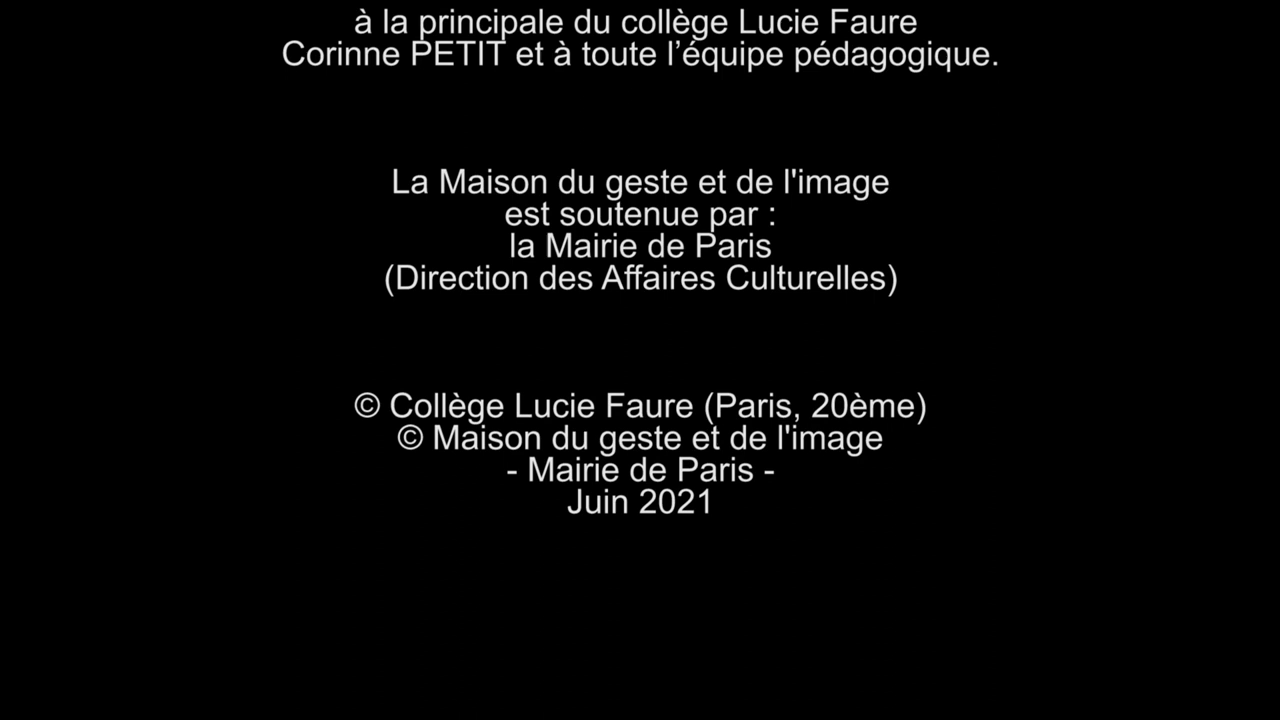 à la principale du collège Lucie Faure
Corinne PETIT et à toute l’équipe pédagogique.
La Maison du geste et de l'image
est soutenue par :
la Mairie de Paris
(Direction des Affaires Culturelles)
© Collège Lucie Faure (Paris, 20ème)
© Maison du geste et de l'image
- Mairie de Paris -
Juin 2021